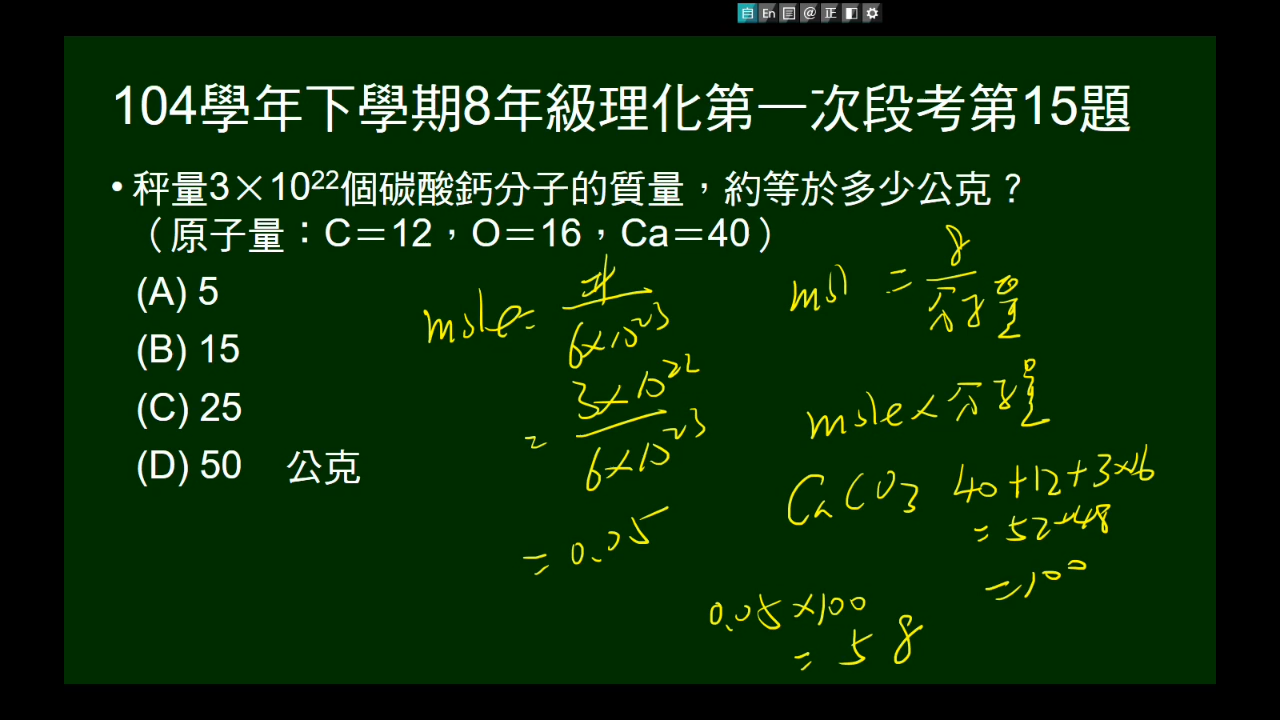 自 En @ 正
104學年下學期8年級理化第一次段考第15題
• 秤量3×10²²個碳酸鈣分子的質量，約等於多少公克？
（原子量：C＝12，O＝16，Ca＝40）
(A) 5
(B) 15
(C) 25
(D) 50 公克
mole = 個 / 6×10²³
= 3×10²² / 6×10²³
= 0.05
mol = g / 分子量
mole × 分子量
CaCO3 40+12+3×16
= 52+48
= 100
0.05×100
= 5 g